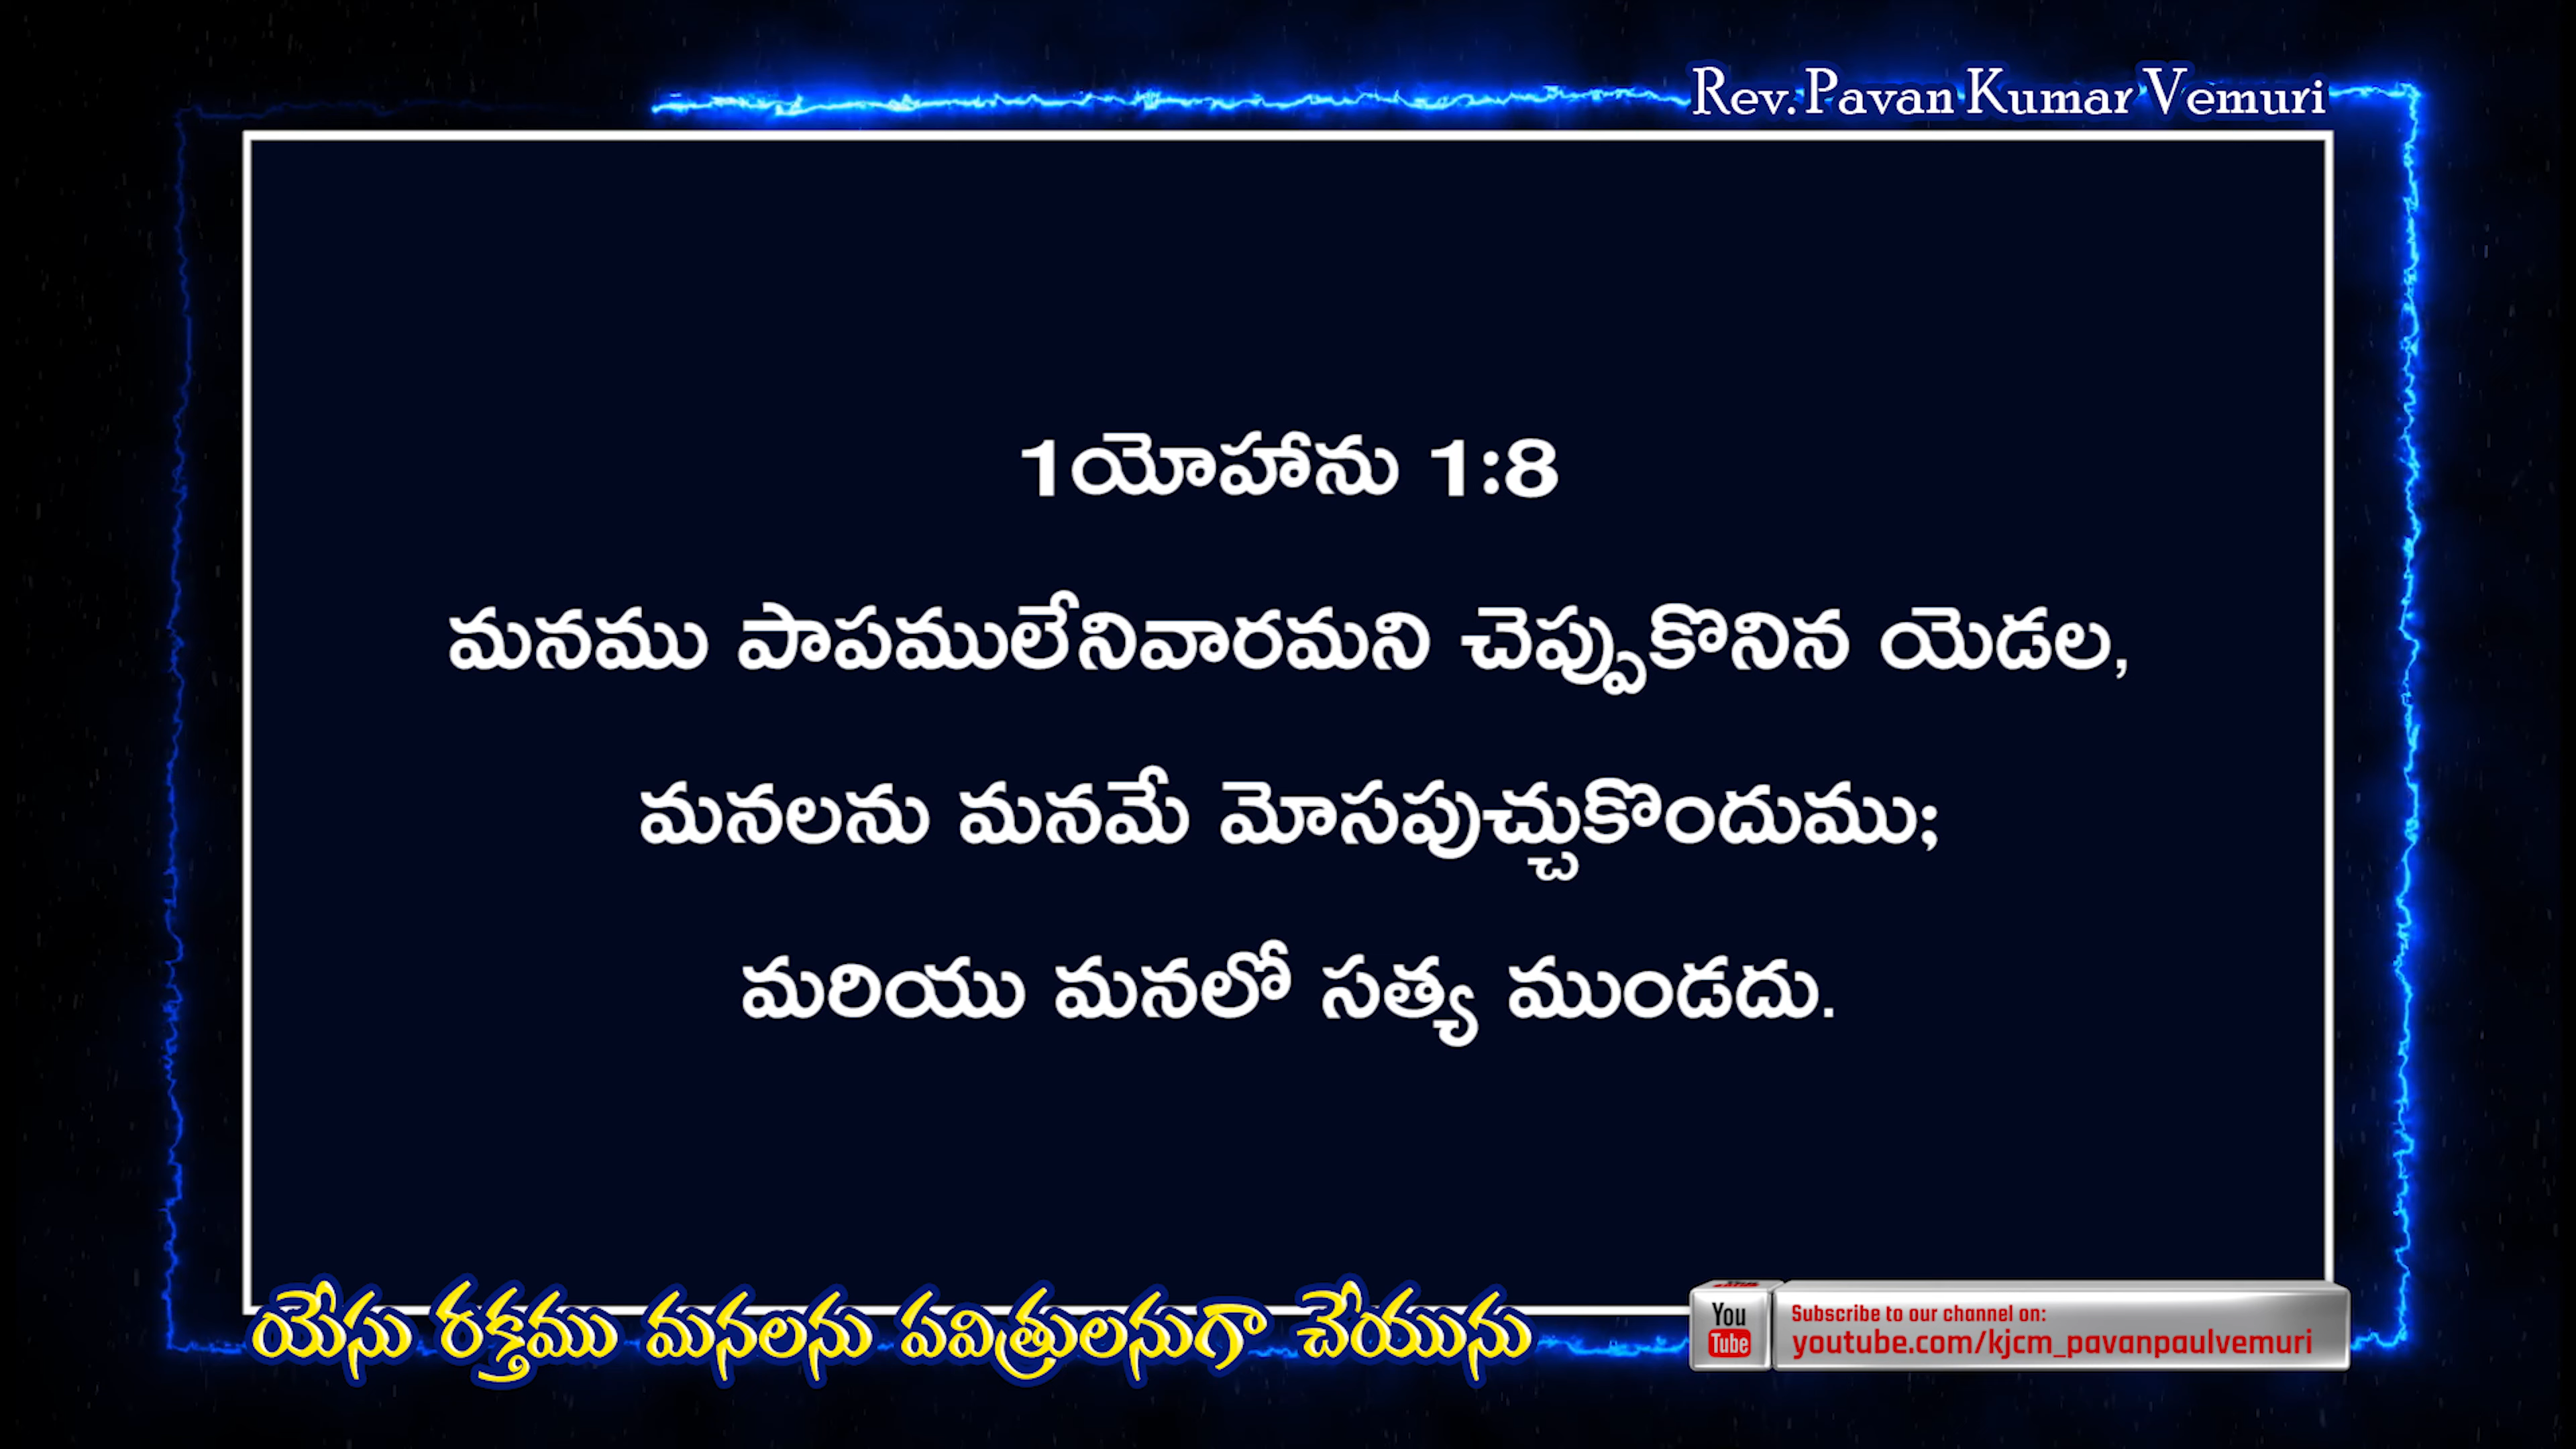 Rev. Pavan Kumar Vemuri
1యోహాను 1:8
మనము పాపములేనివారమని చెప్పుకొనిన యెడల,
మనలను మనమే మోసపుచ్చుకొందుము;
మరియు మనలో సత్య ముండదు.
యేసు రక్తము మనలను పవిత్రులనుగా చేయును
You
Tube
Subscribe to our channel on:
youtube.com/kjcm_pavanpaulvemuri